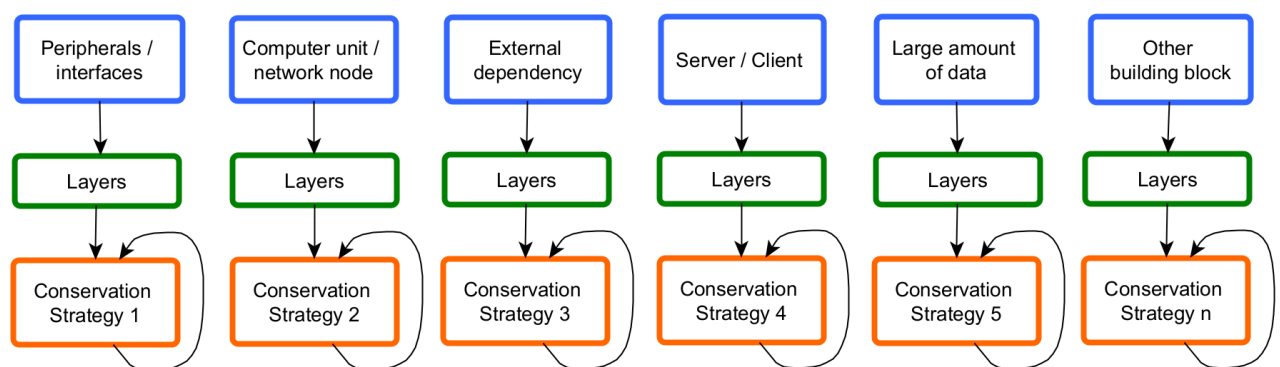 Peripherals /
interfaces
Computer unit /
network node
External
dependency
Server / Client
Large amount
of data
Other
building block
Layers
Layers
Layers
Layers
Layers
Layers
Conservation
Strategy 1
Conservation
Strategy 2
Conservation
Strategy 3
Conservation
Strategy 4
Conservation
Strategy 5
Conservation
Strategy n